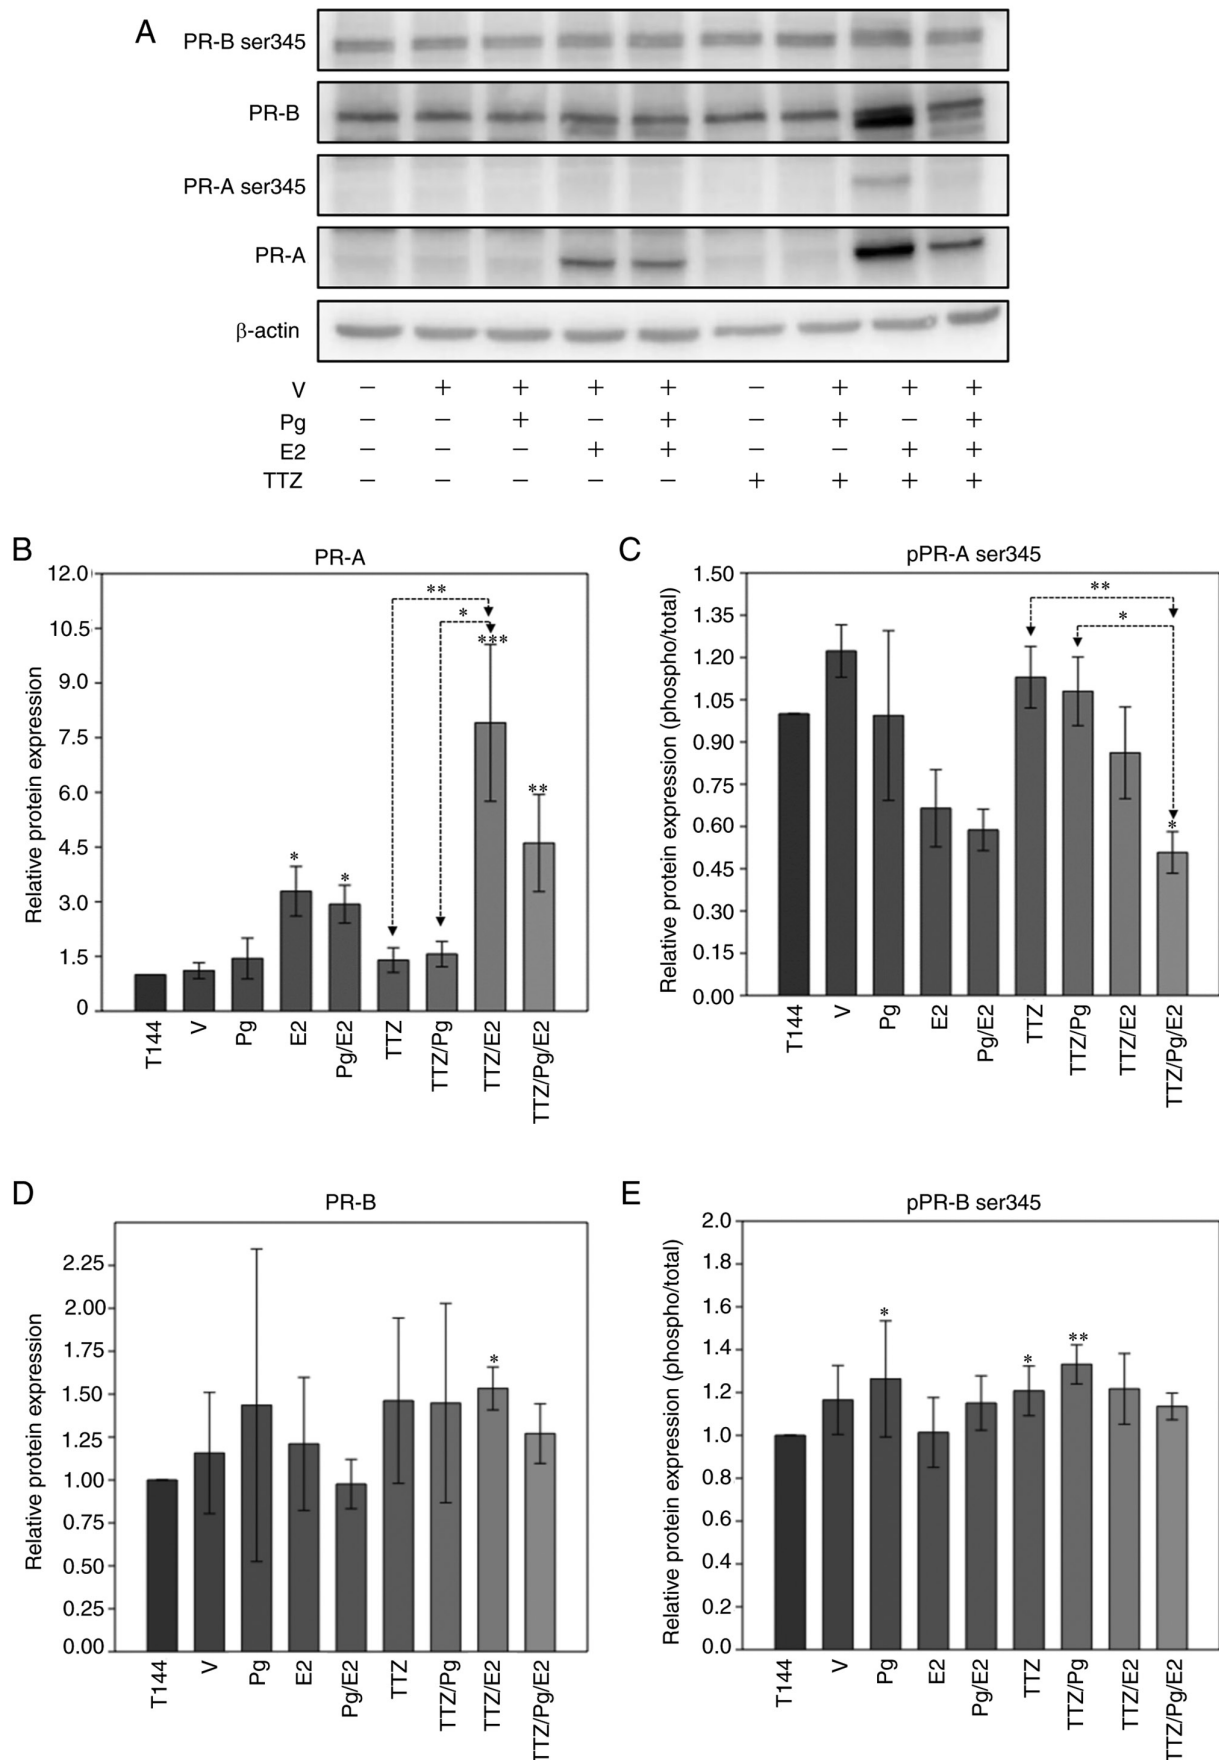 A
PR-B ser345
PR-B
PR-A ser345
PR-A
β-actin
V − + + + + − + + +
Pg − − + − + − + − +
E2 − − − + + − − + +
TTZ − − − − − + + + +
B
PR-A
Relative protein expression
12.0
10.5
9.0
7.5
6.0
4.5
3.0
1.5
0
* * ** * *** **
T144 V Pg E2 Pg/E2 TTZ TTZ/Pg TTZ/E2 TTZ/Pg/E2
C
pPR-A ser345
Relative protein expression (phospho/total)
1.50
1.35
1.20
1.05
0.90
0.75
0.60
0.45
0.30
0.15
0.00
** * *
T144 V Pg E2 Pg/E2 TTZ TTZ/Pg TTZ/E2 TTZ/Pg/E2
D
PR-B
Relative protein expression
2.25
2.00
1.75
1.50
1.25
1.00
0.75
0.50
0.25
0.00
*
T144 V Pg E2 Pg/E2 TTZ TTZ/Pg TTZ/E2 TTZ/Pg/E2
E
pPR-B ser345
Relative protein expression (phospho/total)
2.0
1.8
1.6
1.4
1.2
1.0
0.8
0.6
0.4
0.2
0.0
* * **
T144 V Pg E2 Pg/E2 TTZ TTZ/Pg TTZ/E2 TTZ/Pg/E2